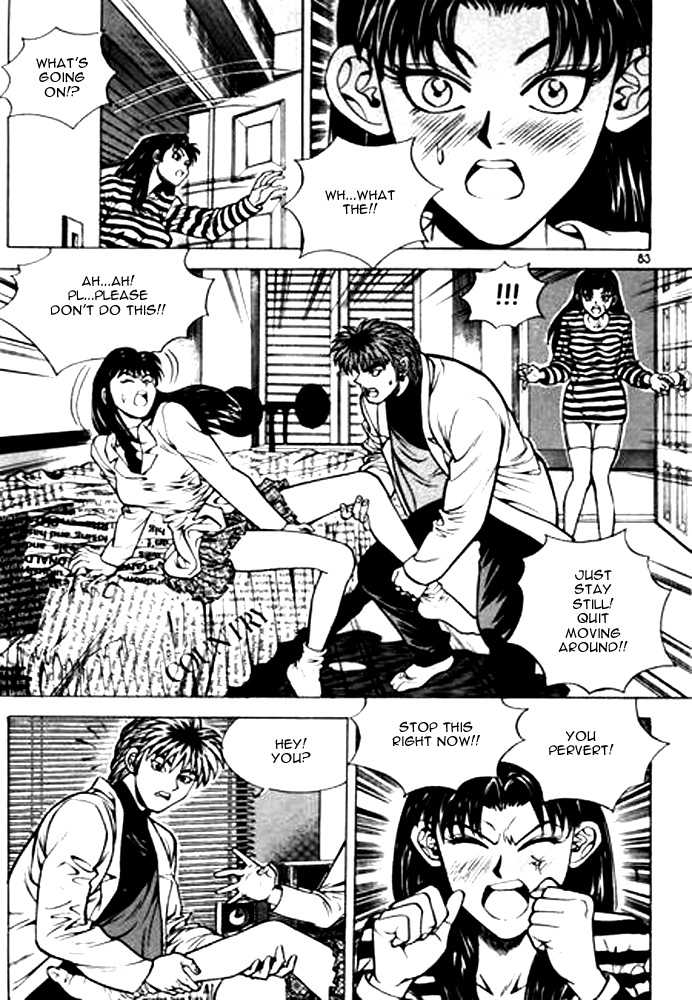 WHAT'S
GOING
ON!?
WH...WHAT
THE!!
83
AH...AH!
PL...PLEASE
DON'T DO THIS!!
!!!
JUST
STAY
STILL!
QUIT
MOVING
AROUND!!
COUNTRY
HEY!
YOU?
STOP THIS
RIGHT NOW!!
YOU
PERVERT!